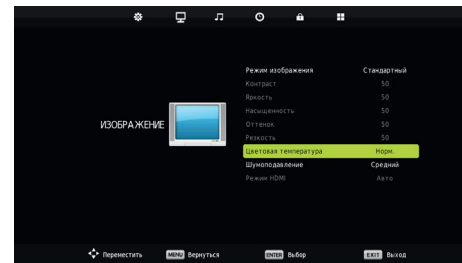 Режим изображения Стандартный
Контраст 50
Яркость 50
Насыщенность 50
Оттенок 50
Резкость 50
ИЗОБРАЖЕНИЕ
Цветовая температура Норм.
Шумоподавление Средний
Режим HDMI Авто
Переместить MENU Вернуться ENTER Выбор EXIT Выход